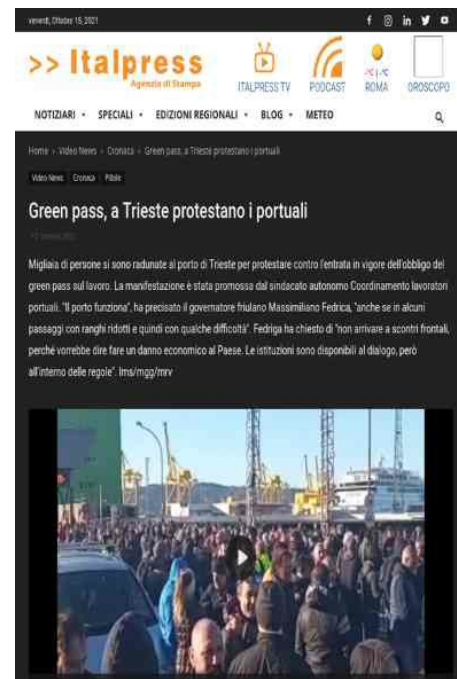 venerdì, Ottobre 15, 2021
>> Italpress
Agenzia di Stampa
ITALPRESS TV
PODCAST
ROMA
OROSCOPO
NOTIZIARI
SPECIALI
EDIZIONI REGIONALI
BLOG
METEO
Home › Video News › Cronaca › Green pass, a Trieste protestano i portuali
Video News Cronaca Pillole
Green pass, a Trieste protestano i portuali
Migliaia di persone si sono radunate al porto di Trieste per protestare contro l'entrata in vigore dell'obbligo del
green pass sul lavoro. La manifestazione è stata promossa dal sindacato autonomo Coordinamento lavoratori
portuali. "Il porto funziona", ha precisato il governatore friulano Massimiliano Fedrica, "anche se in alcuni
passaggi con ranghi ridotti e quindi con qualche difficoltà". Fedriga ha chiesto di "non arrivare a scontri frontali,
perché vorrebbe dire fare un danno economico al Paese. Le istituzioni sono disponibili al dialogo, però
all'interno delle regole". lms/mgg/mrv